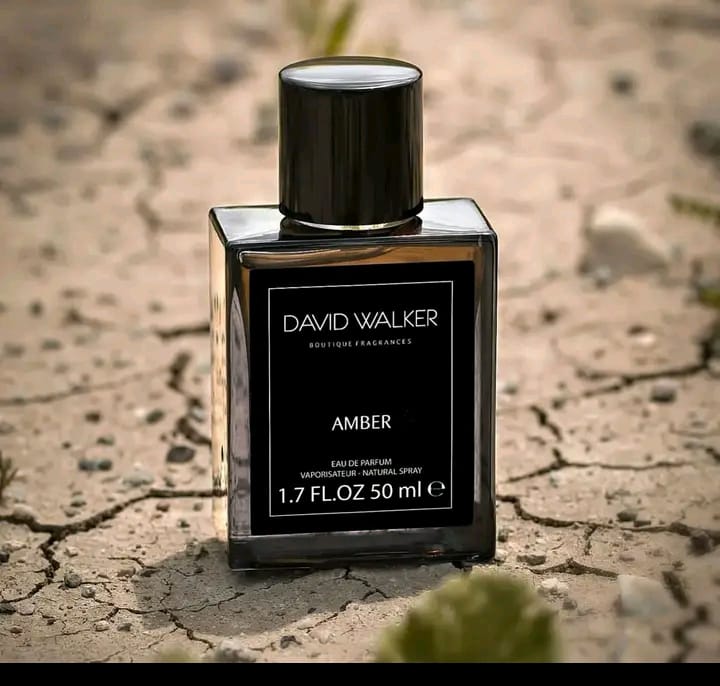 DAVID WALKER
BOUTIQUE FRAGRANCES
AMBER
EAU DE PARFUM
VAPORISATEUR - NATURAL SPRAY
1.7 FL.OZ 50 ml ℮